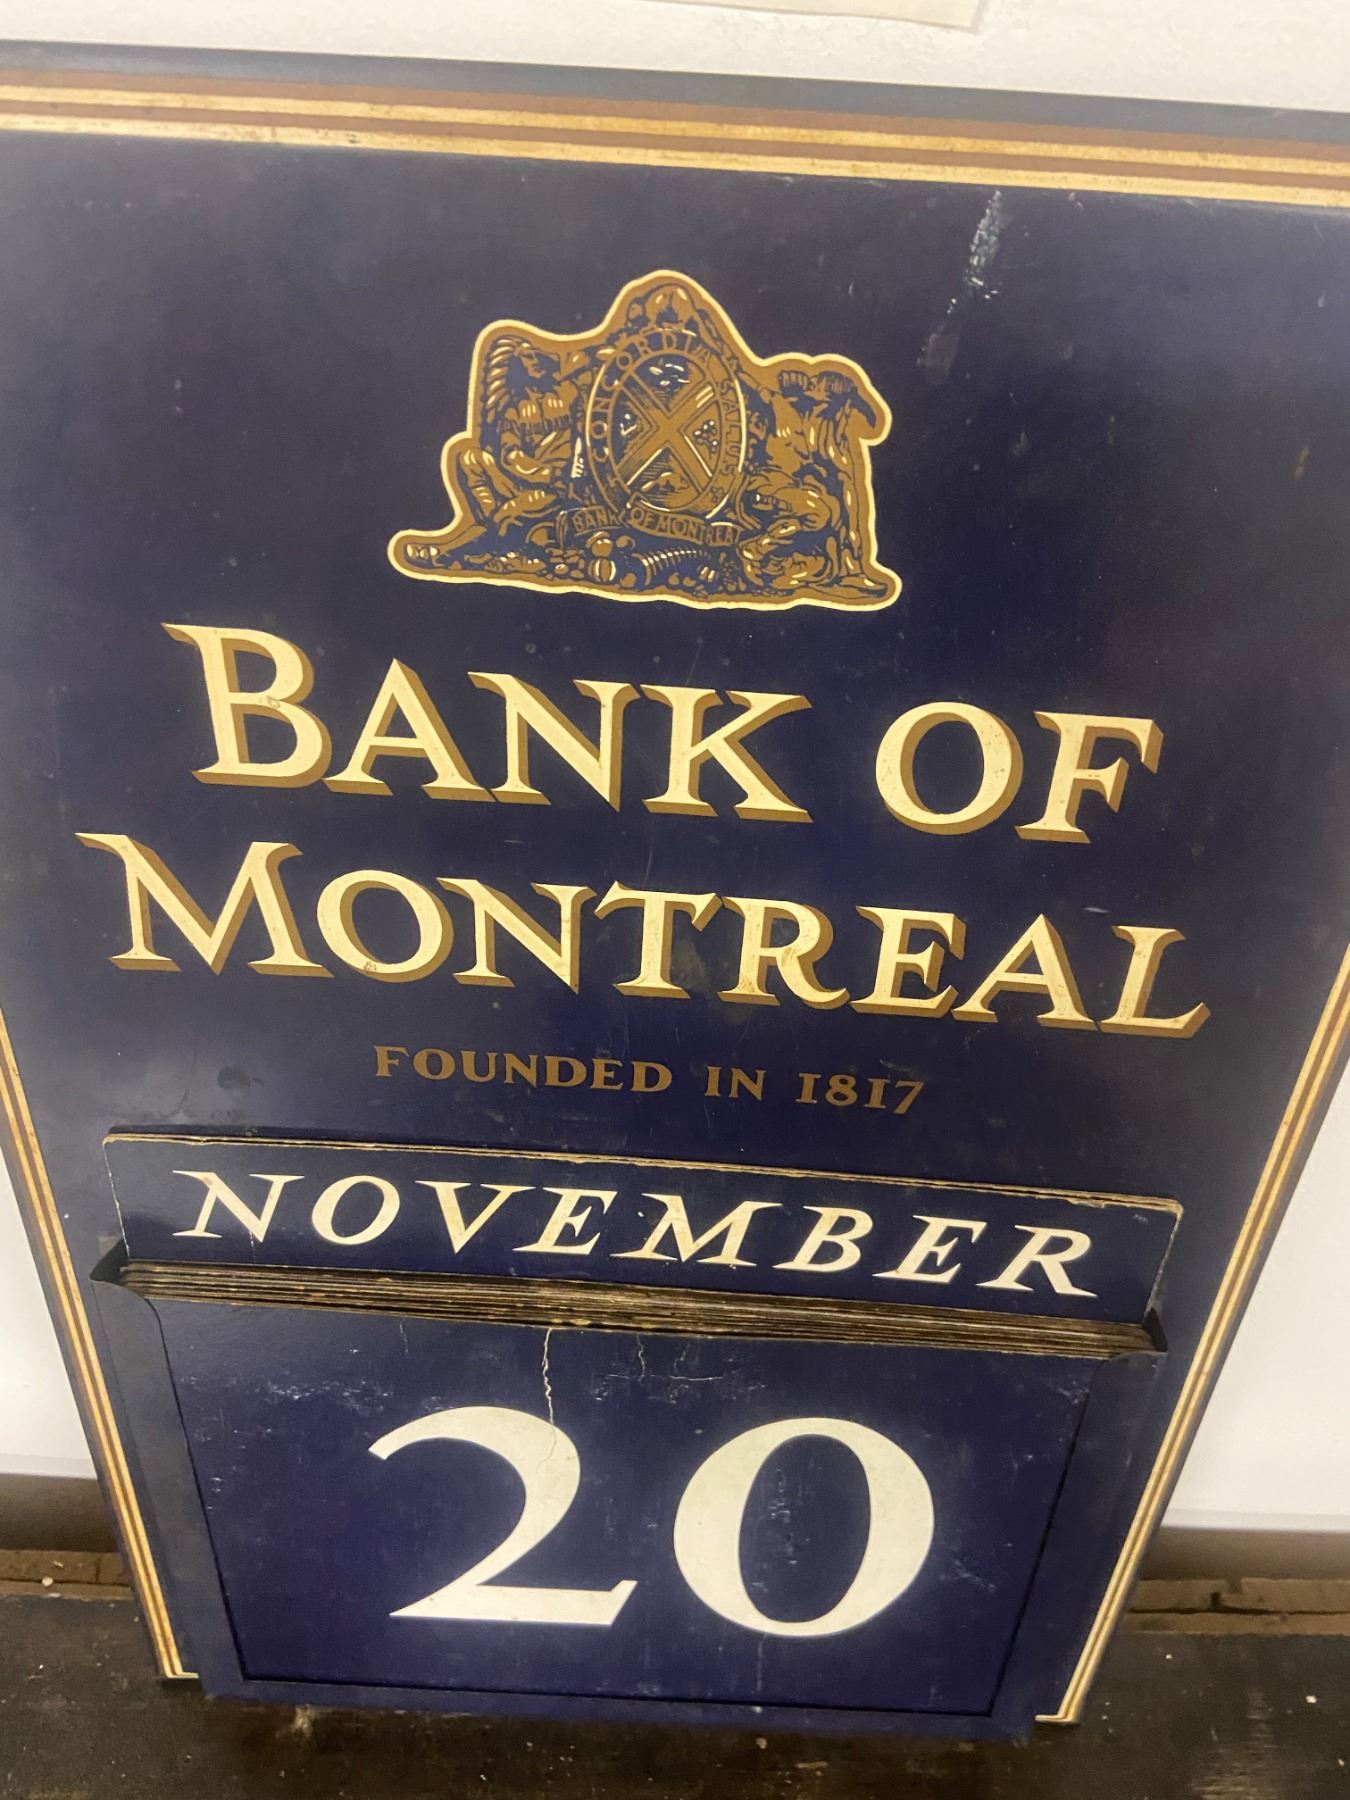 CONCORDIA SALUS
BANK OF MONTREAL
BANK OF
MONTREAL
FOUNDED IN 1817
NOVEMBER
20